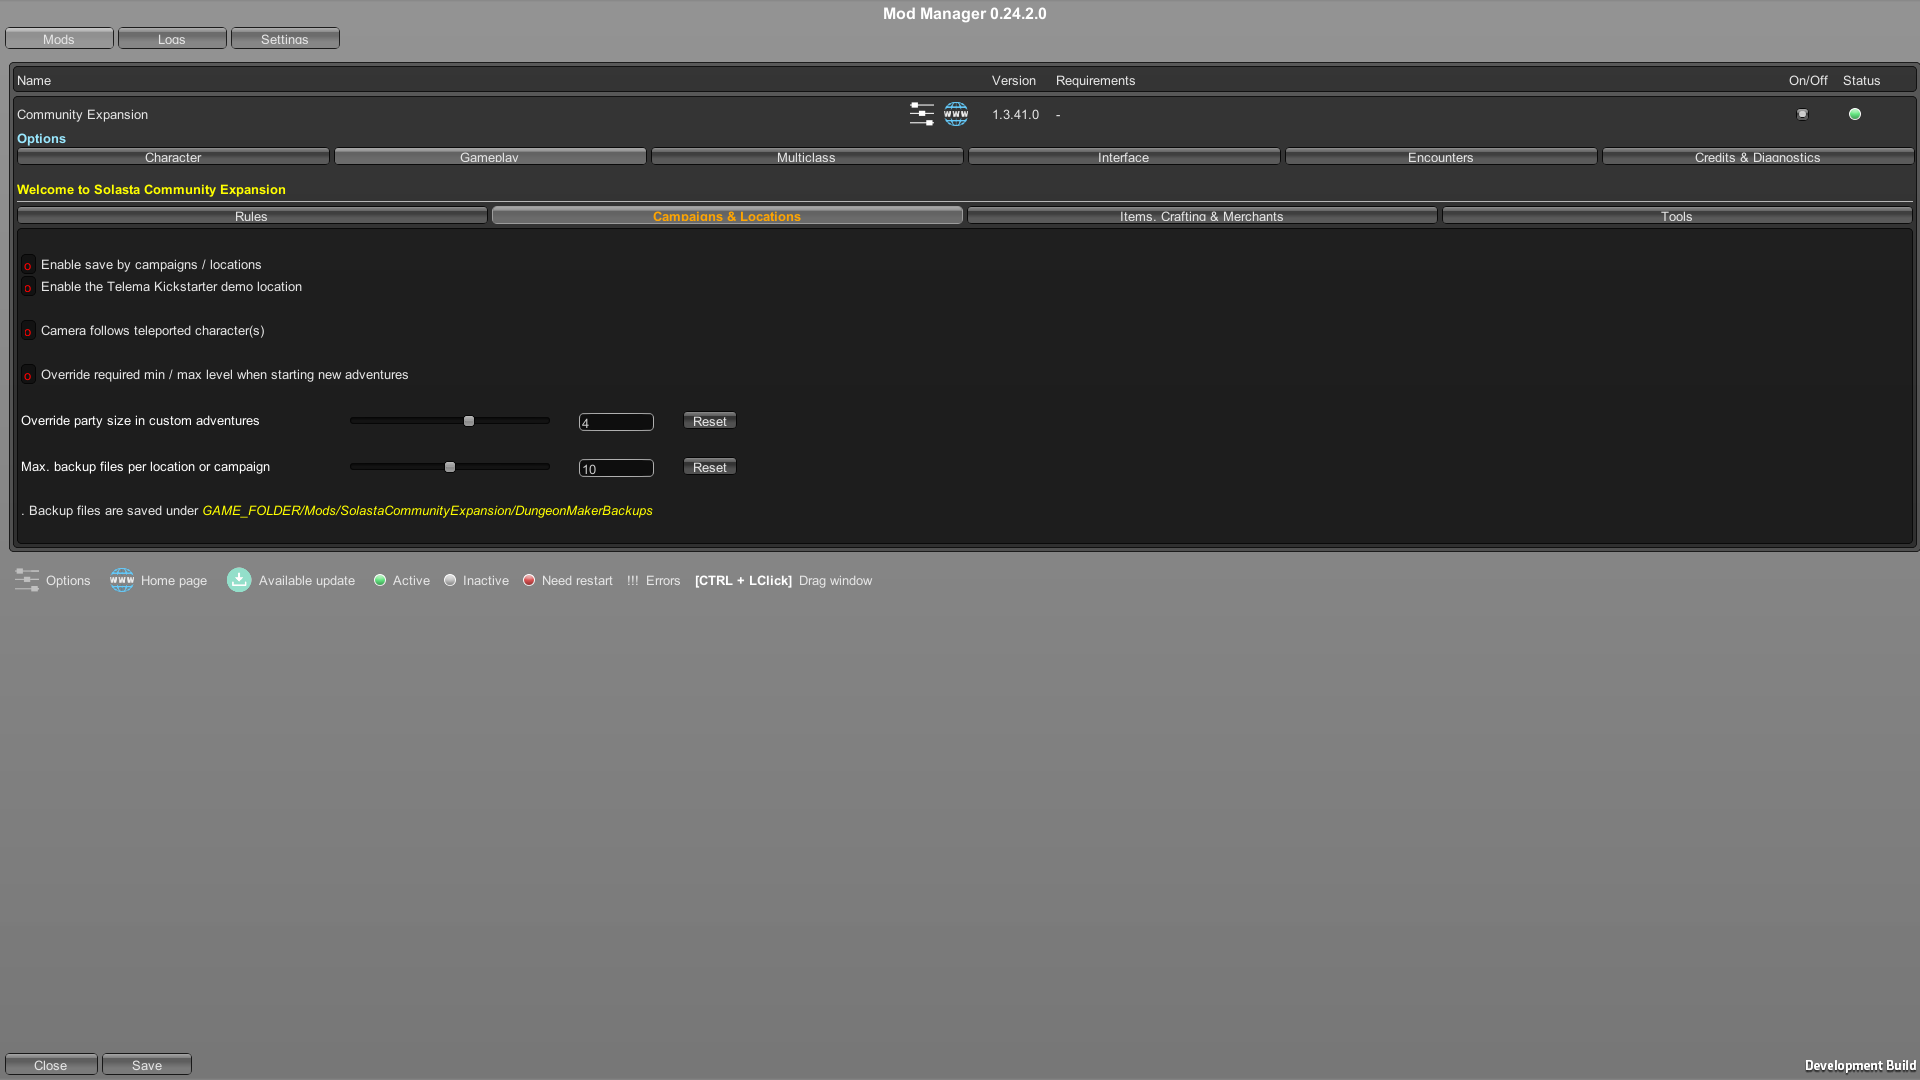 Mod Manager 0.24.2.0
Mods Logs Settings
Name Version Requirements On/Off Status
Community Expansion www 1.3.41.0 -
Options
Character Gameplay Multiclass Interface Encounters Credits & Diagnostics
Welcome to Solasta Community Expansion
Rules Campaigns & Locations Items, Crafting & Merchants Tools
o Enable save by campaigns / locations
o Enable the Telema Kickstarter demo location
o Camera follows teleported character(s)
o Override required min / max level when starting new adventures
Override party size in custom adventures 4 Reset
Max. backup files per location or campaign 10 Reset
. Backup files are saved under GAME_FOLDER/Mods/SolastaCommunityExpansion/DungeonMakerBackups
Options www Home page Available update Active Inactive Need restart !!! Errors [CTRL + LClick] Drag window
Close Save
Development Build